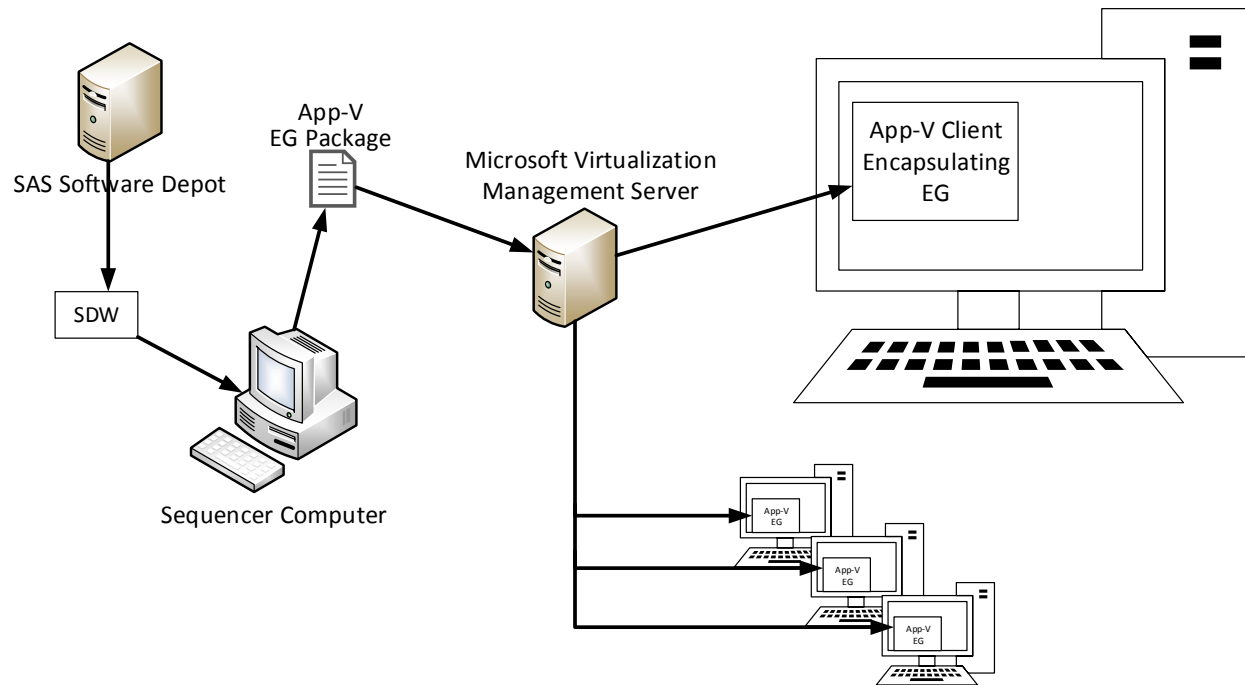 SAS Software Depot
SDW
Sequencer Computer
App-V
EG Package
Microsoft Virtualization
Management Server
App-V Client
Encapsulating
EG
App-V
EG
App-V
EG
App-V
EG